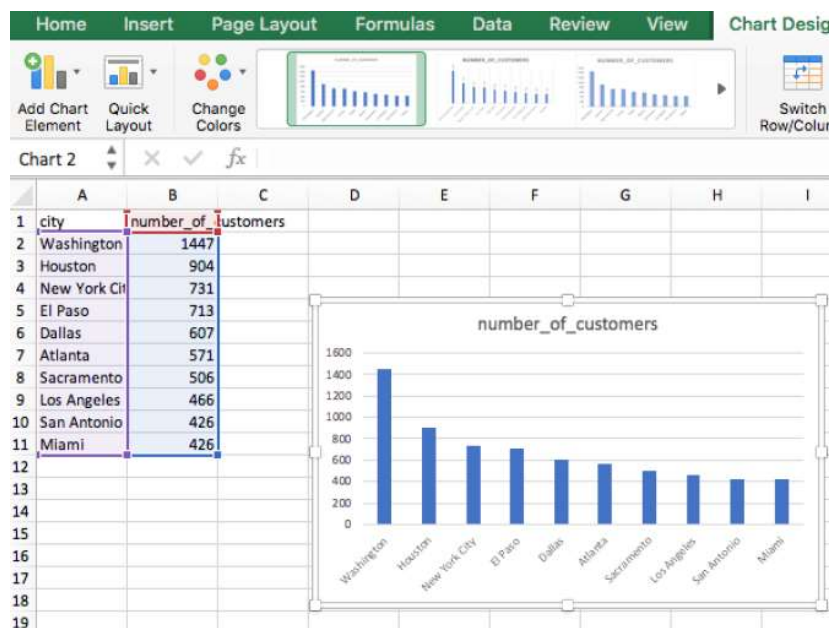 Home Insert Page Layout Formulas Data Review View Chart Desig
Add Chart Element
Quick Layout
Change Colors
Switch Row/Colum
Chart 2 fx
A B C D E F G H I
1 city number_of_customers
2 Washington 1447
3 Houston 904
4 New York Cit 731
5 El Paso 713
6 Dallas 607
7 Atlanta 571
8 Sacramento 506
9 Los Angeles 466
10 San Antonio 426
11 Miami 426
12
13
14
15
16
17
18
19
number_of_customers
1600
1400
1200
1000
800
600
400
200
0
Washington Houston New York City El Paso Dallas Atlanta Sacramento Los Angeles San Antonio Miami